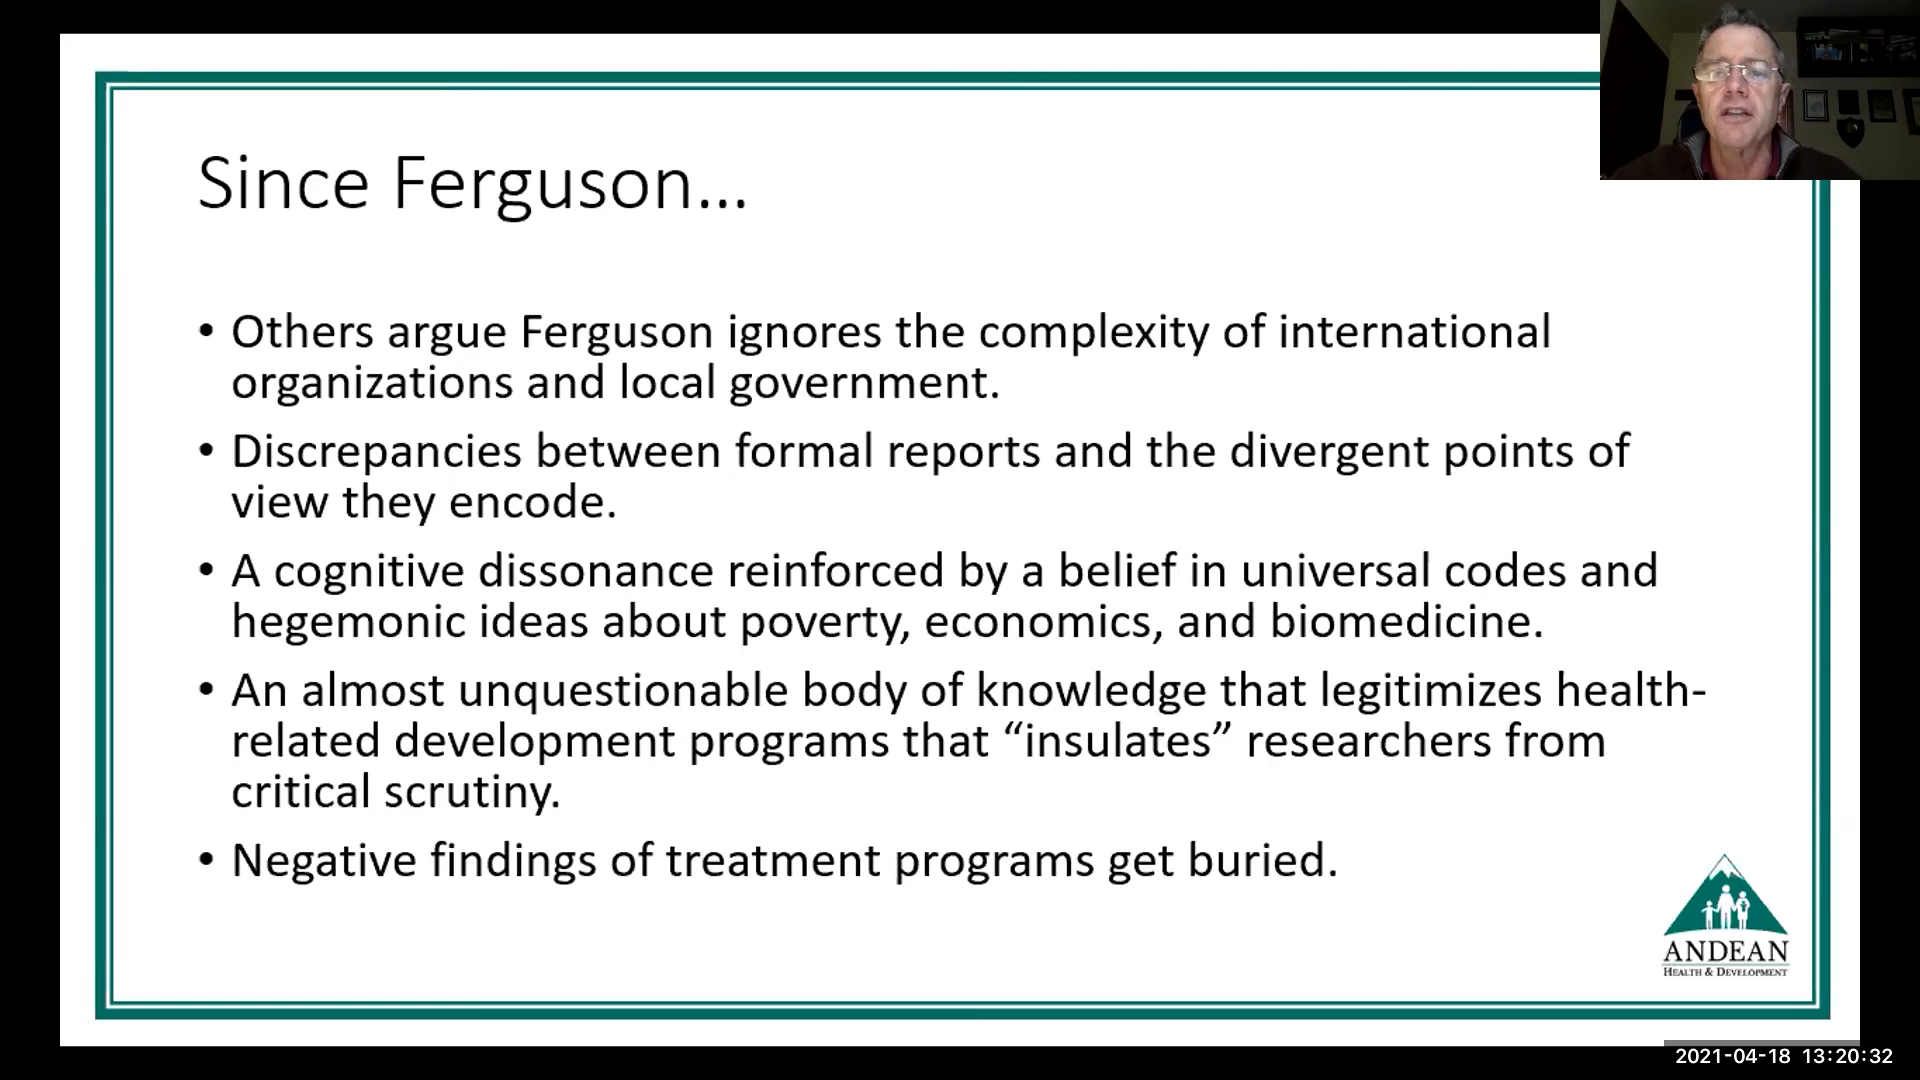 Since Ferguson...
• Others argue Ferguson ignores the complexity of international
organizations and local government.
• Discrepancies between formal reports and the divergent points of
view they encode.
• A cognitive dissonance reinforced by a belief in universal codes and
hegemonic ideas about poverty, economics, and biomedicine.
• An almost unquestionable body of knowledge that legitimizes health-
related development programs that “insulates” researchers from
critical scrutiny.
• Negative findings of treatment programs get buried.
ANDEAN
HEALTH & DEVELOPMENT
2021-04-18 13:20:32